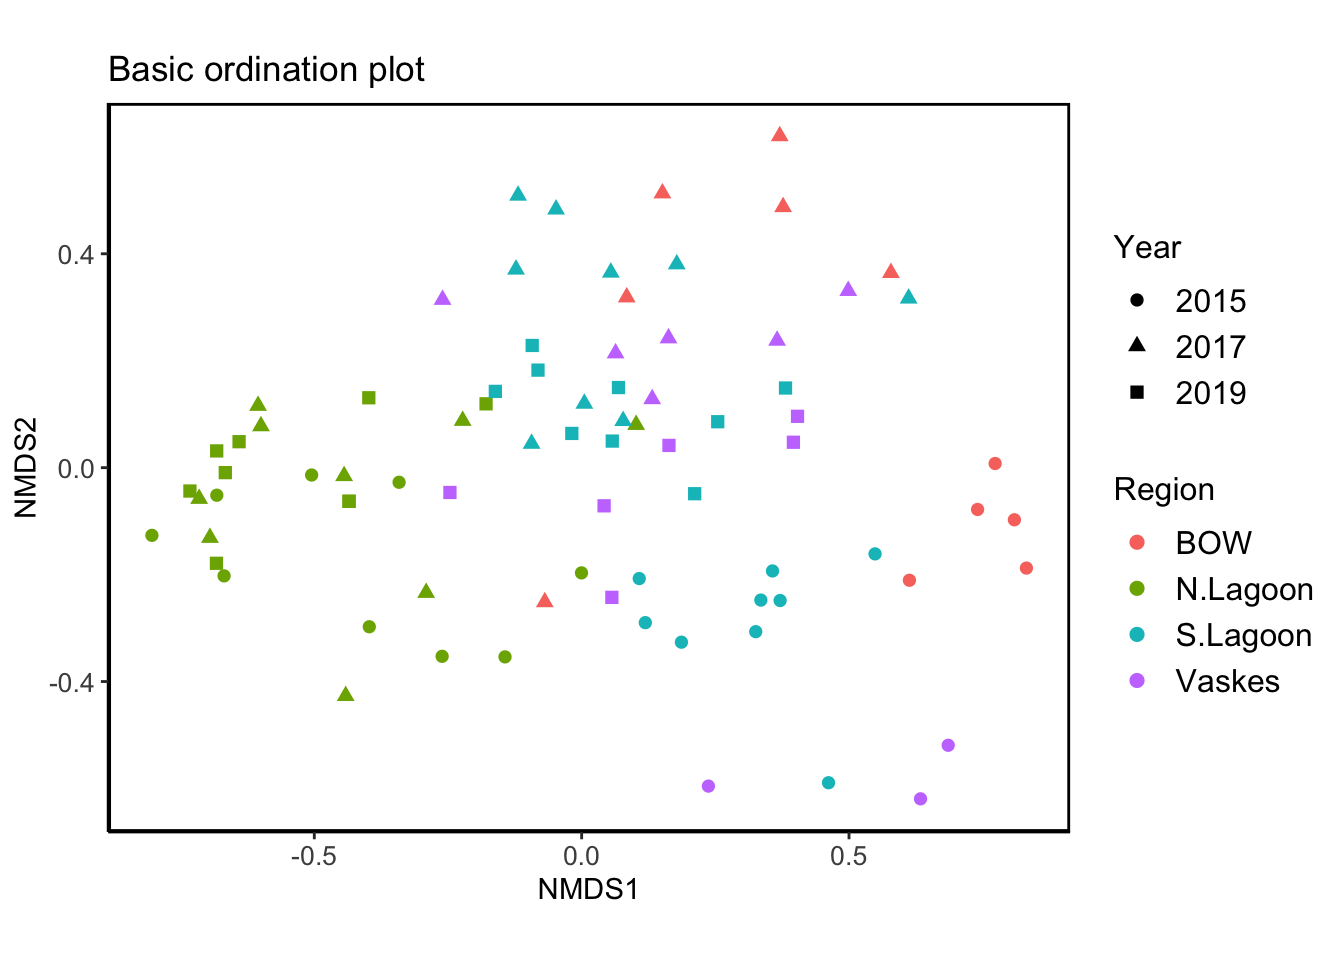 Basic ordination plot
NMDS2
0.4
0.0
-0.4
-0.5
0.0
0.5
NMDS1
Year
2015
2017
2019
Region
BOW
N.Lagoon
S.Lagoon
Vaskes